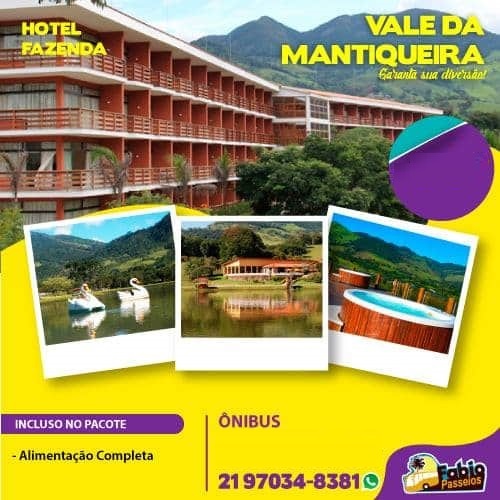 HOTEL
FAZENDA
VALE DA
MANTIQUEIRA
Garanta sua diversão!
INCLUSO NO PACOTE
- Alimentação Completa
ÔNIBUS
21 97034-8381
Fabio
Passeios